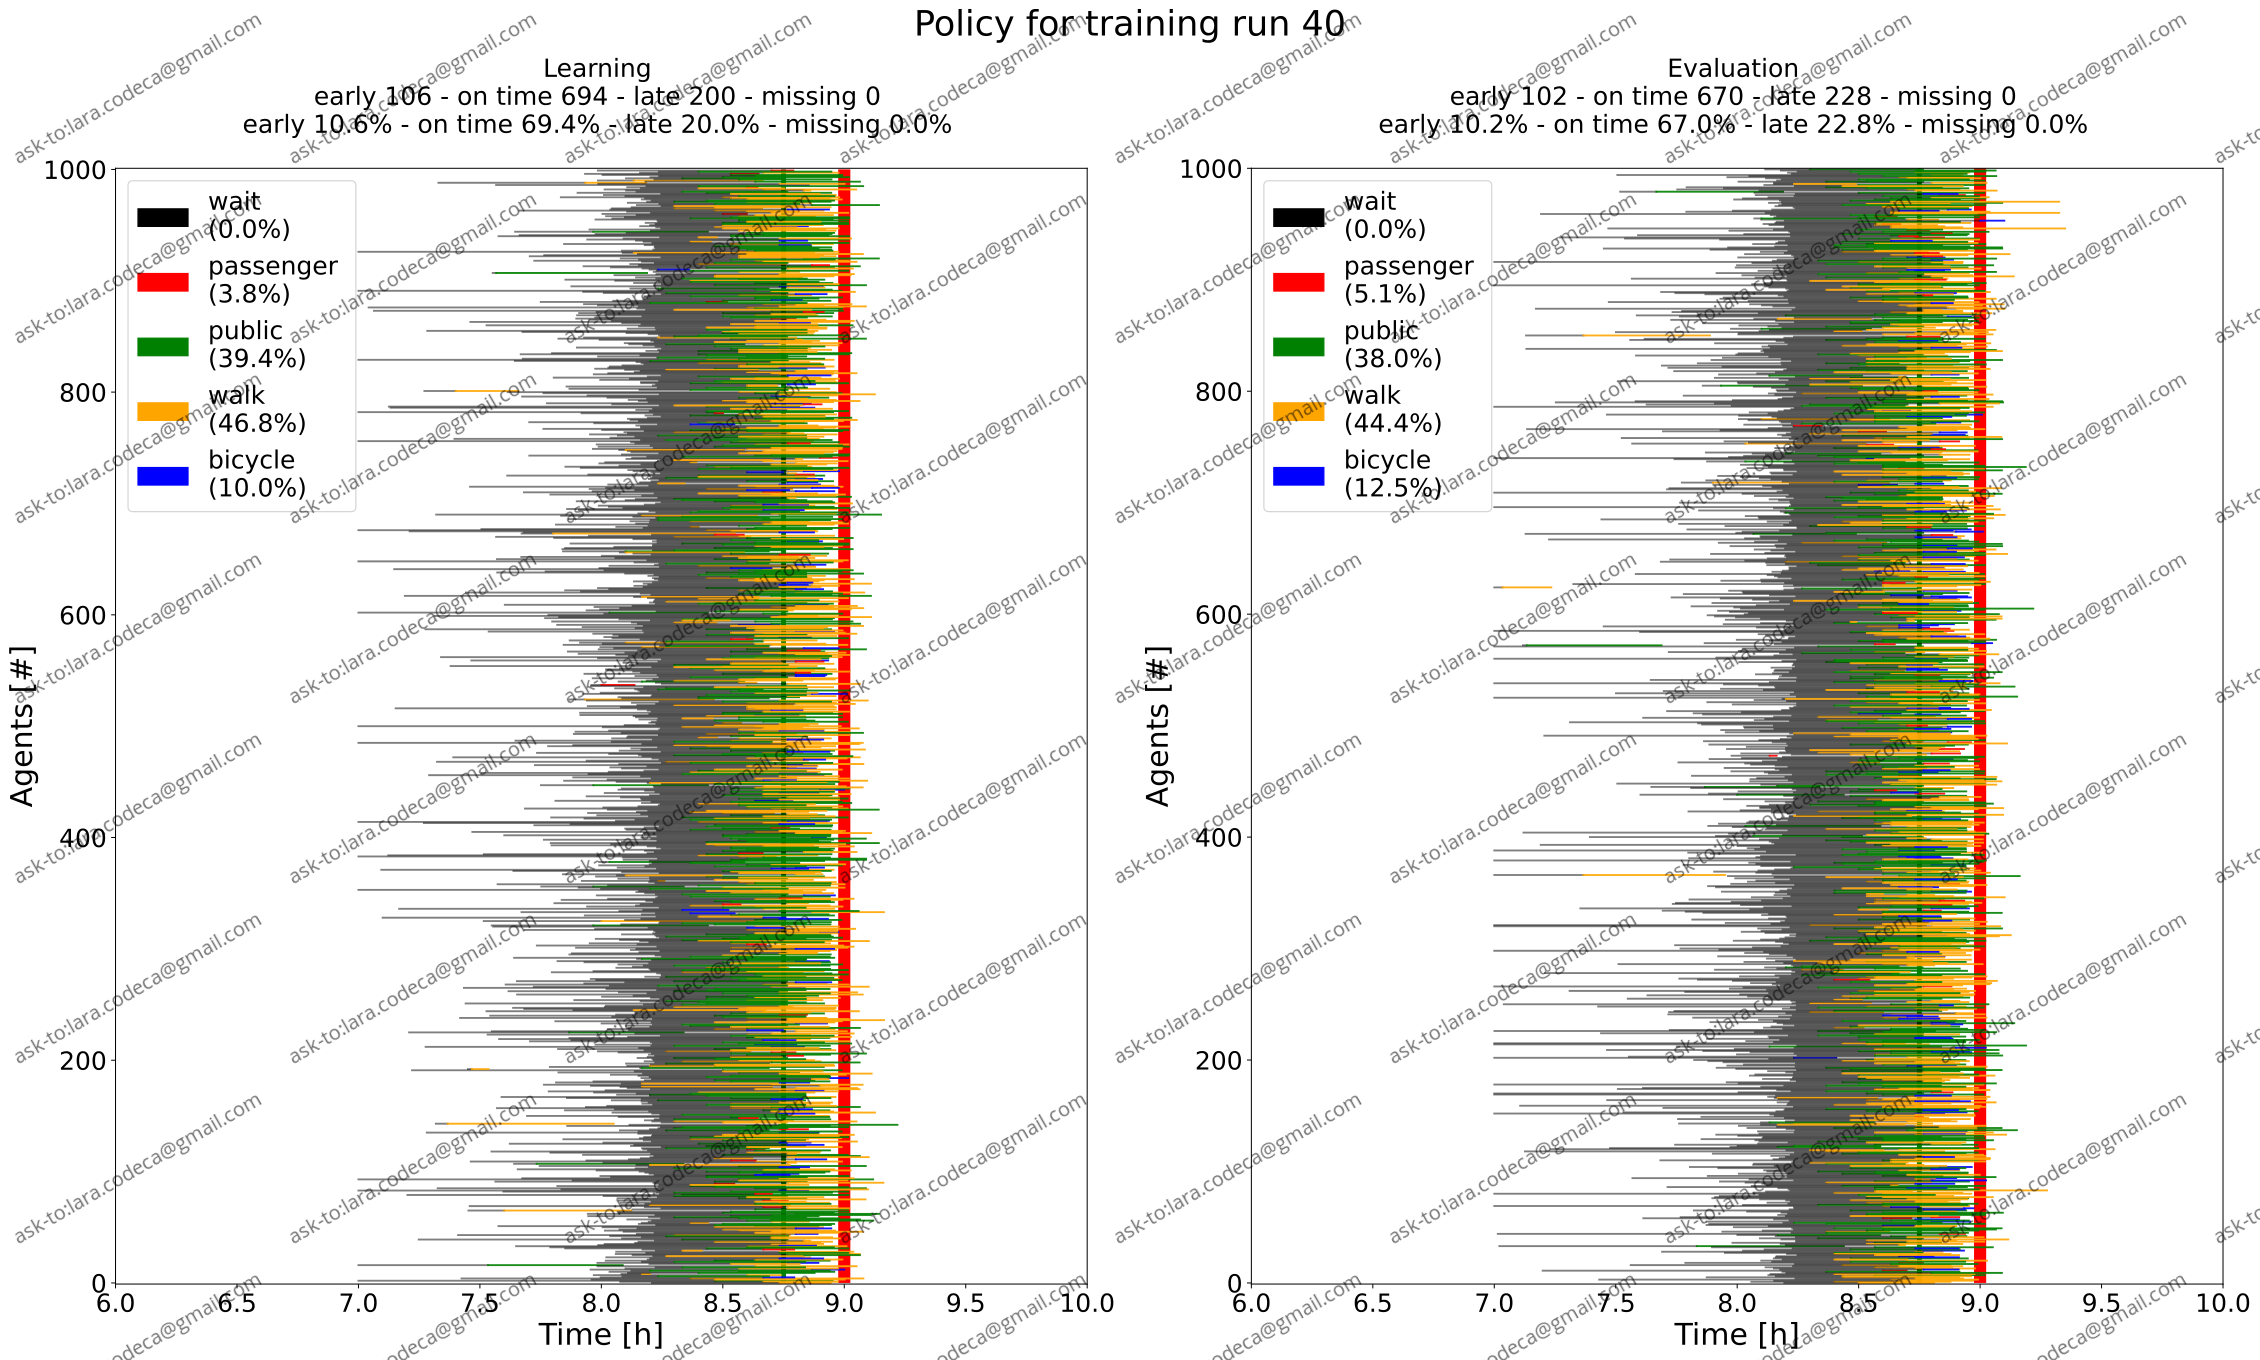 Policy for training run 40
Learning
early 106 - on time 694 - late 200 - missing 0
early 10.6% - on time 69.4% - late 20.0% - missing 0.0%
1000
800
600
400
200
0
Agents [#]
wait
(0.0%)
passenger
(3.8%)
public
(39.4%)
walk
(46.8%)
bicycle
(10.0%)
6.0 6.5 7.0 7.5 8.0 8.5 9.0 9.5 10.0
Time [h]
Evaluation
early 102 - on time 670 - late 228 - missing 0
early 10.2% - on time 67.0% - late 22.8% - missing 0.0%
1000
800
600
400
200
0
Agents [#]
wait
(0.0%)
passenger
(5.1%)
public
(38.0%)
walk
(44.4%)
bicycle
(12.5%)
6.0 6.5 7.0 7.5 8.0 8.5 9.0 9.5 10.0
Time [h]
ask-to:lara.codeca@gmail.com